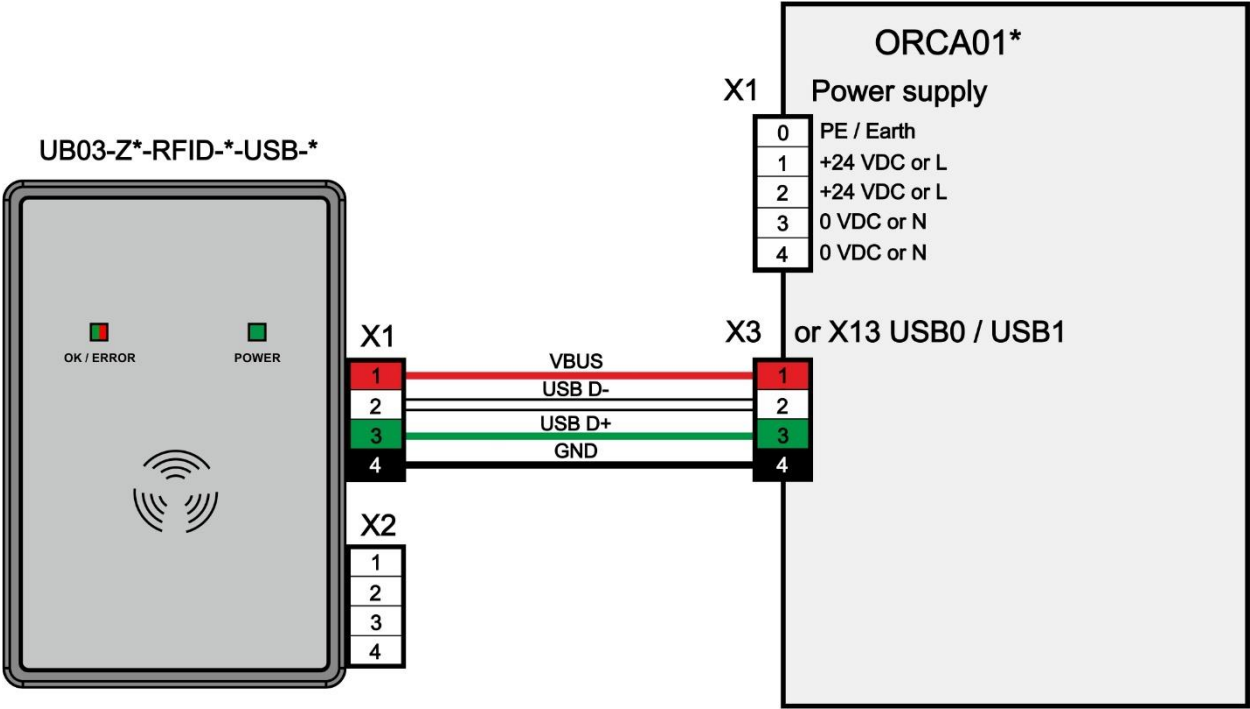 ORCA01*
X1 Power supply
0 PE / Earth
1 +24 VDC or L
2 +24 VDC or L
3 0 VDC or N
4 0 VDC or N
UB03-Z*-RFID-*-USB-*
OK / ERROR
POWER
X1
1
2
3
4
VBUS
USB D-
USB D+
GND
X3 or X13 USB0 / USB1
1
2
3
4
X2
1
2
3
4